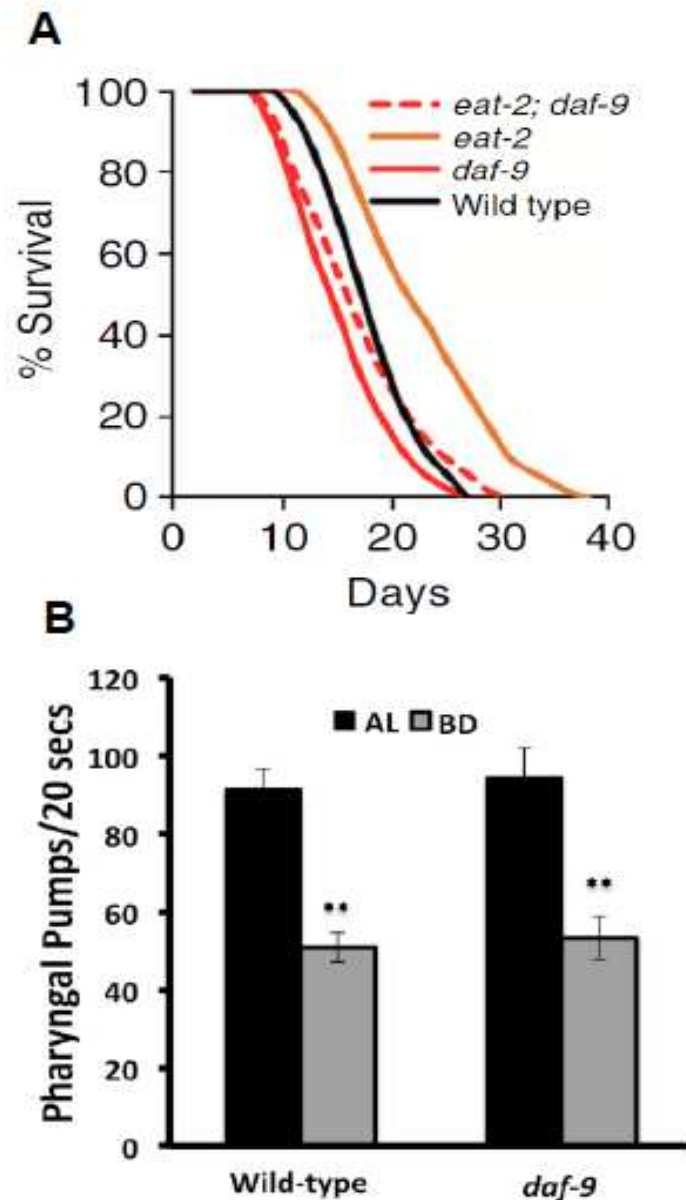 A
100
80
60
40
20
0
% Survival
eat-2; daf-9
eat-2
daf-9
Wild type
0 10 20 30 40
Days
B
120
100
80
60
40
20
0
Pharyngal Pumps/20 secs
AL BD
**
**
Wild-type daf-9